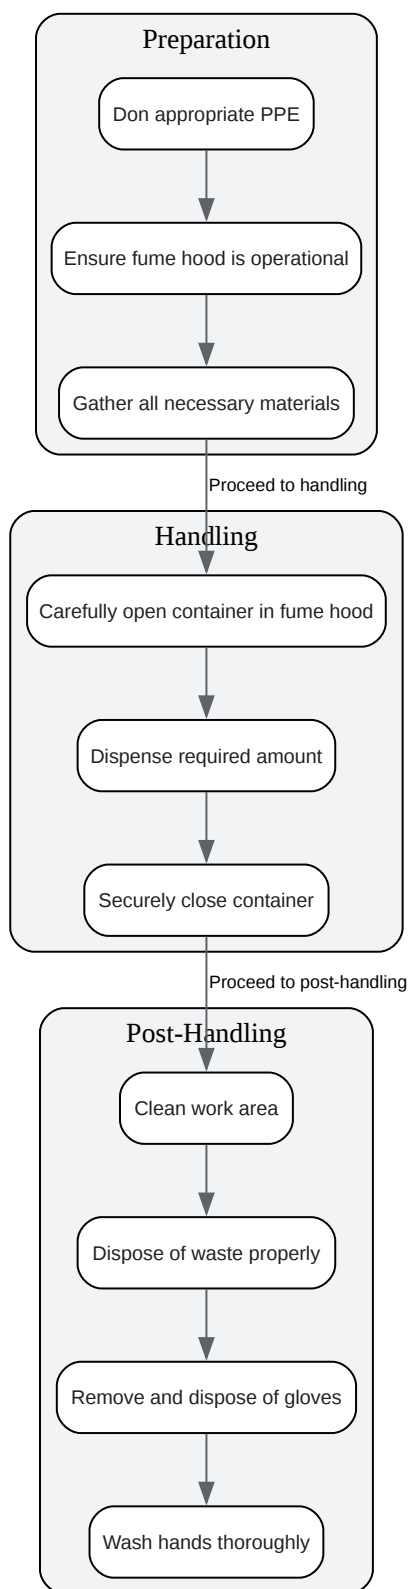 Preparation
Don appropriate PPE
Ensure fume hood is operational
Gather all necessary materials
Proceed to handling
Handling
Carefully open container in fume hood
Dispense required amount
Securely close container
Proceed to post-handling
Post-Handling
Clean work area
Dispose of waste properly
Remove and dispose of gloves
Wash hands thoroughly